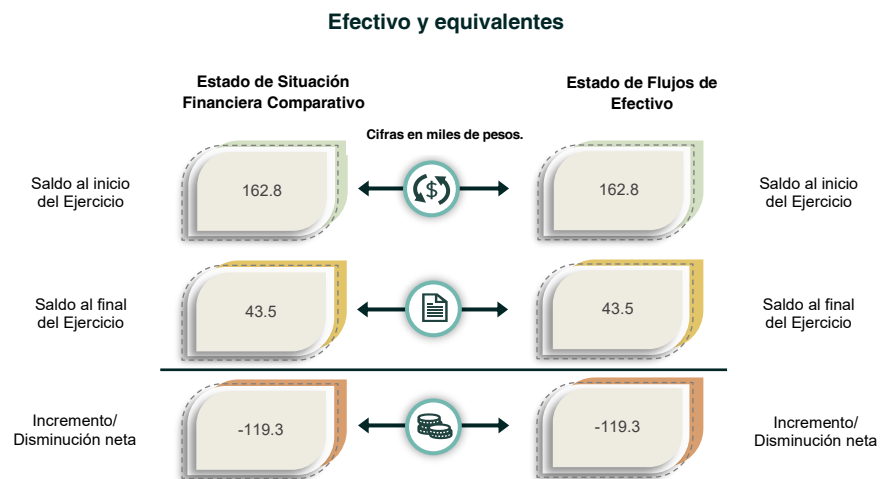 Efectivo y equivalentes
Estado de Situación
Financiera Comparativo
Estado de Flujos de
Efectivo
Cifras en miles de pesos.
Saldo al inicio
del Ejercicio
162.8
$
162.8
Saldo al inicio
del Ejercicio
Saldo al final
del Ejercicio
43.5
43.5
Saldo al final
del Ejercicio
Incremento/
Disminución neta
-119.3
-119.3
Incremento/
Disminución neta